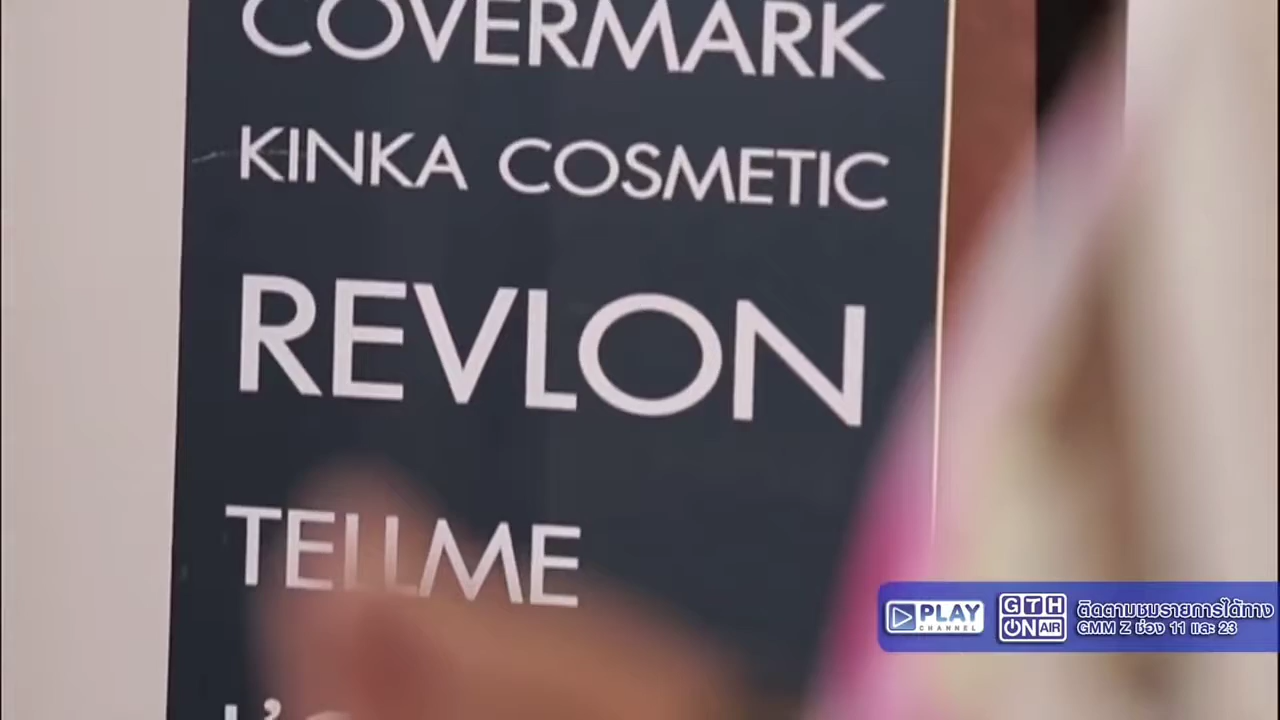 COVERMARK
KINKA COSMETIC
REVLON
TELLME
L'
PLAY
CHANNEL
GTH
ON AIR
ติดตามชมรายการได้ทาง
GMM Z ช่อง 11 และ 23